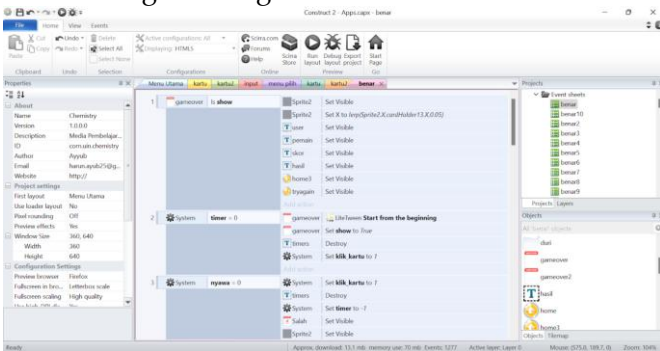 Construct 2 - Apps.capx - benar
File Home View Events
Paste Cut Copy Undo Redo Delete Select All Select None
Active configurations: All
Displaying: HTML5
Scirra.com Forums Help
Scirra Store Run layout Debug layout Export project Start Page
Clipboard Undo Selection Configurations Online Preview Go
Properties
Menu Utama kartu kartu2 input menu pilih kartu kartu2 benar
Projects
About
Name Chemistry
Version 1.0.0.0
Description Media Pembelajar...
ID com.uin.chemistry
Author Ayyub
Email harun.ayub25@g...
Website http://
Project settings
First layout Menu Utama
Use loader layout No
Pixel rounding Off
Preview effects Yes
Window Size 360, 640
Width 360
Height 640
Configuration Settings
Preview browser Firefox
Fullscreen in bro... Letterbox scale
Fullscreen scaling High quality
1 gameover Is show
Sprite2 Set Visible
Sprite2 Set X to lerp(Sprite2.X,cardHolder13.X,0.05)
user Set Visible
pemain Set Visible
skor Set Visible
hasil Set Visible
home3 Set Visible
tryagain Set Visible
Add action
2 System timer = 0
gameover LiteTween Start from the beginning
gameover Set show to True
timers Destroy
System Set klik_kartu to 1
Add action
3 System nyawa = 0
System Set klik_kartu to 1
timers Destroy
System Set timer to -1
Salah Set Visible
Sprite2 Set Visible
Event sheets
benar
benar10
benar2
benar3
benar4
benar5
benar6
benar7
benar8
benar9
Projects Layers
Objects
All 'benar' objects
duri
gameover
gameover2
hasil
home
home3
Objects Tilemap
Ready
Approx. download: 13.1 mb, memory use: 70 mb Events: 1277 Active layer: Layer 0 Mouse: (575.0, 189.7, 0) Zoom: 104%